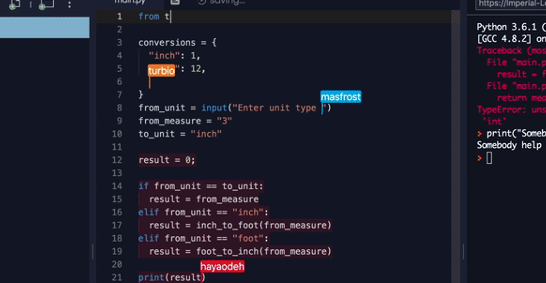 main.py
saving...
https://Imperial-Le
1 from t
2
3 conversions = {
4 "inch": 1,
5 turbio ": 12,
6
7 }
masfrost
8 from_unit = input("Enter unit type ")
9 from_measure = "3"
10 to_unit = "inch"
11
12 result = 0;
13
14 if from_unit == to_unit:
15 result = from_measure
16 elif from_unit == "inch":
17 result = inch_to_foot(from_measure)
18 elif from_unit == "foot":
19 result = foot_to_inch(from_measure)
20 hayaodeh
21 print(result)
Python 3.6.1 (
[GCC 4.8.2] on
Traceback (mos
File "main.p
result = f
File "main.p
return mea
TypeError: uns
'int'
> print("Someb
Somebody help
>